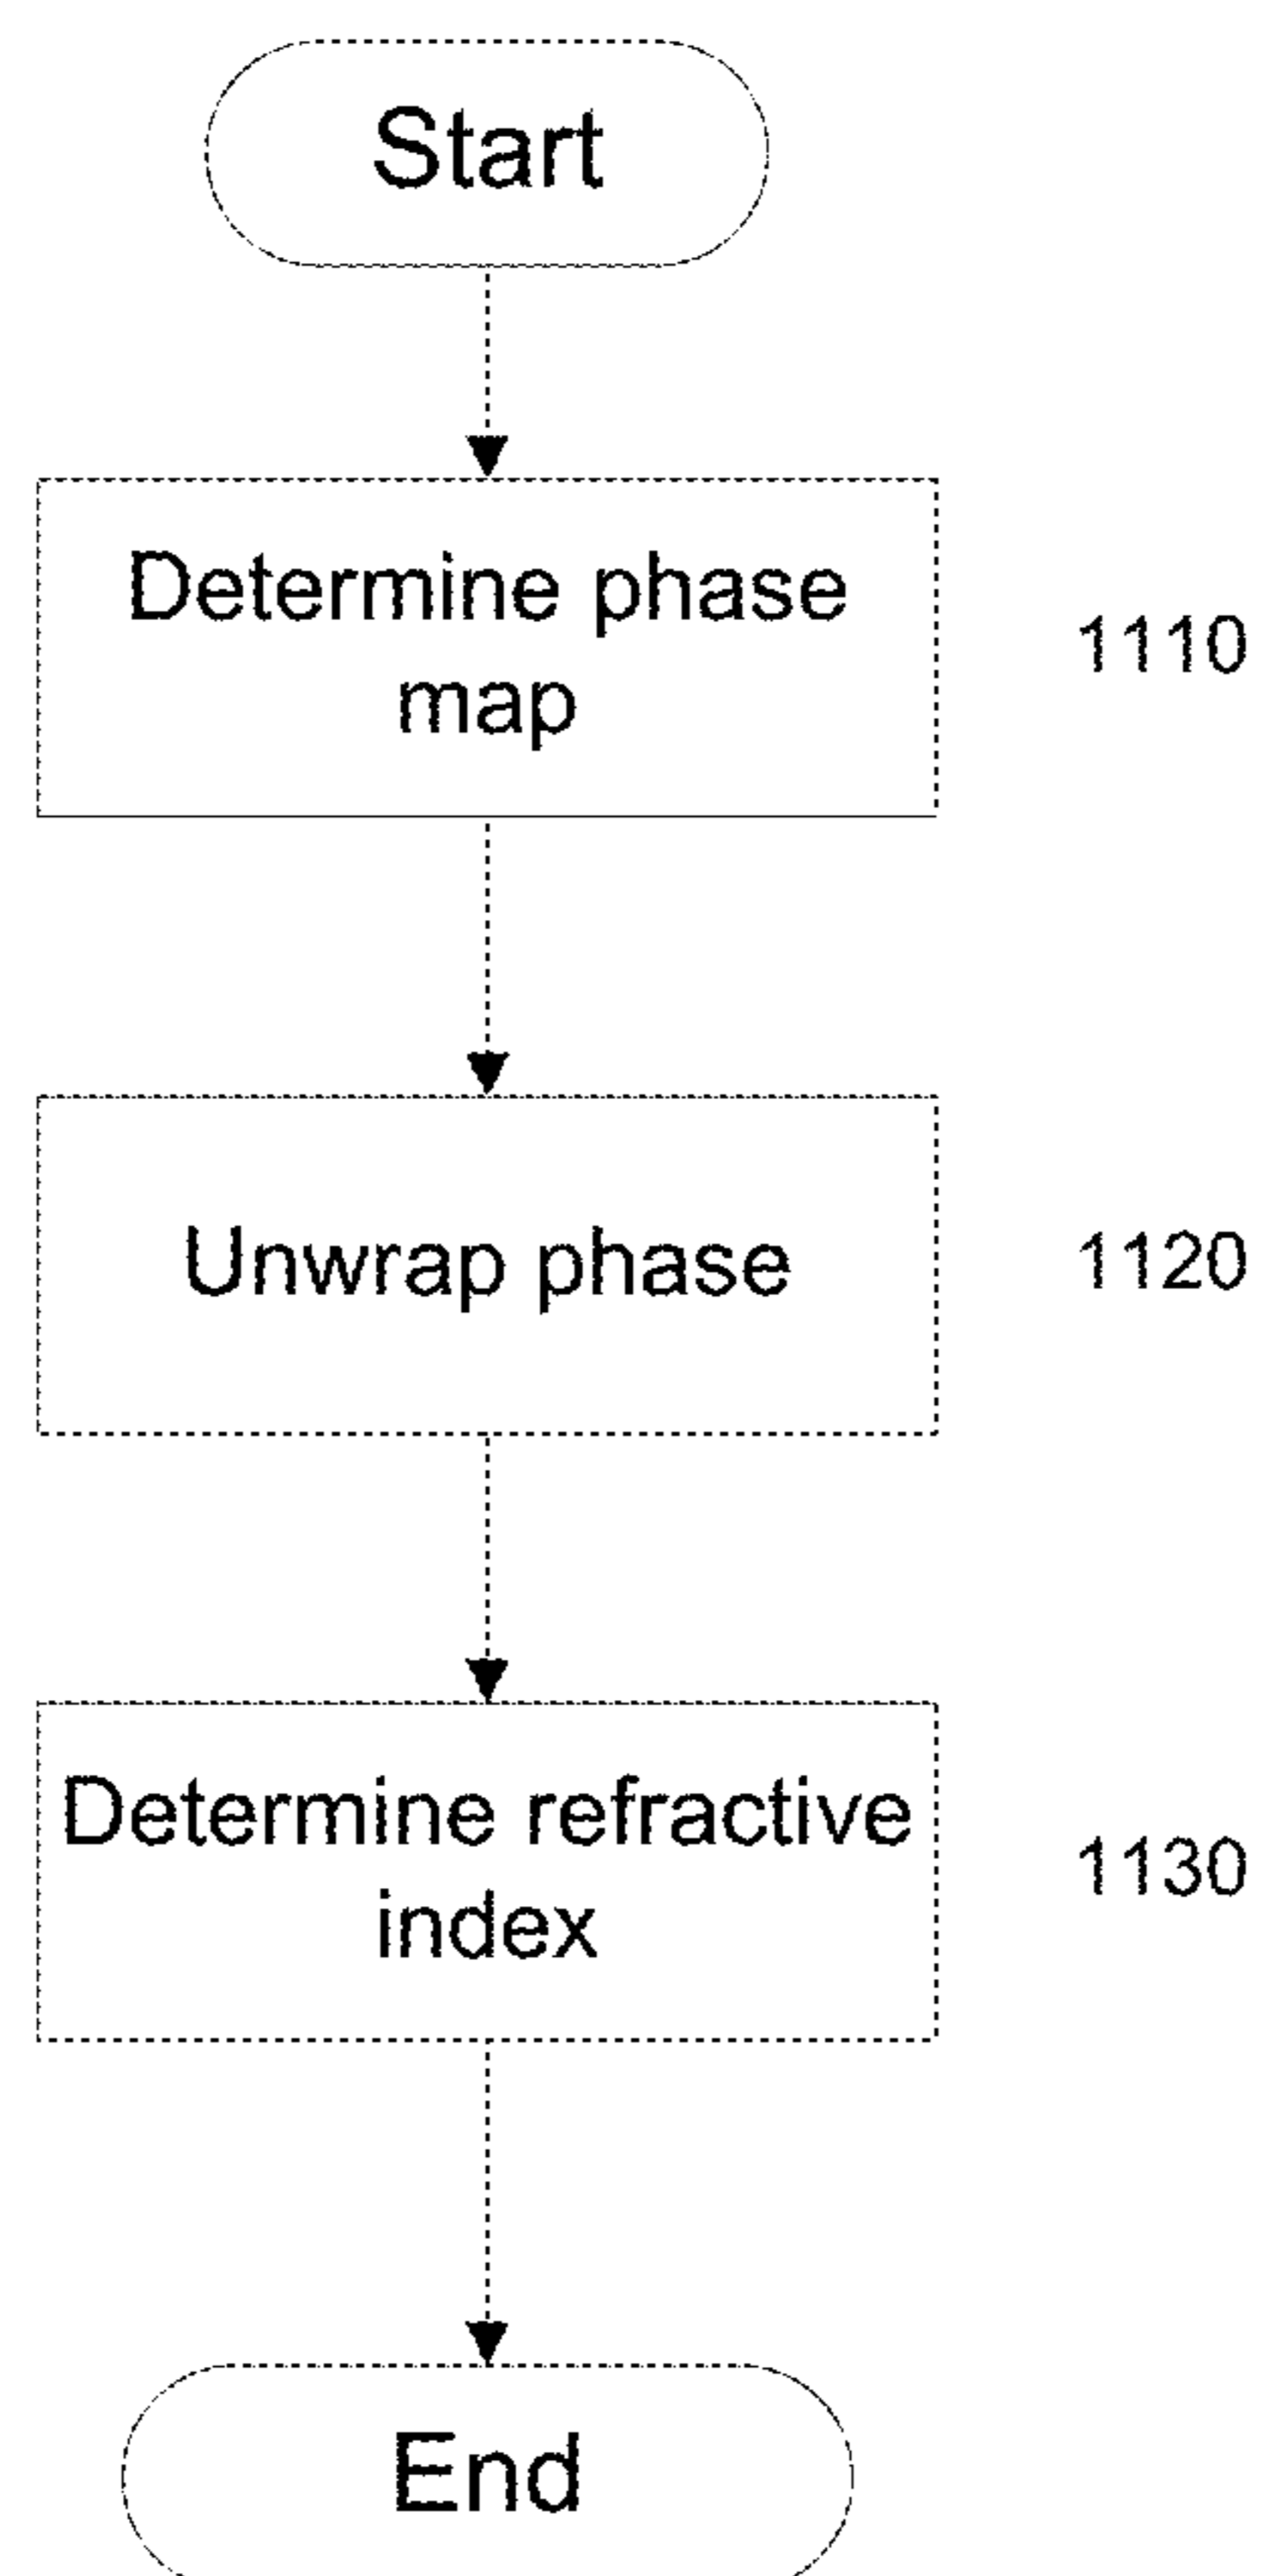 Start
Determine phase
map
1110
Unwrap phase
1120
Determine refractive
index
1130
End